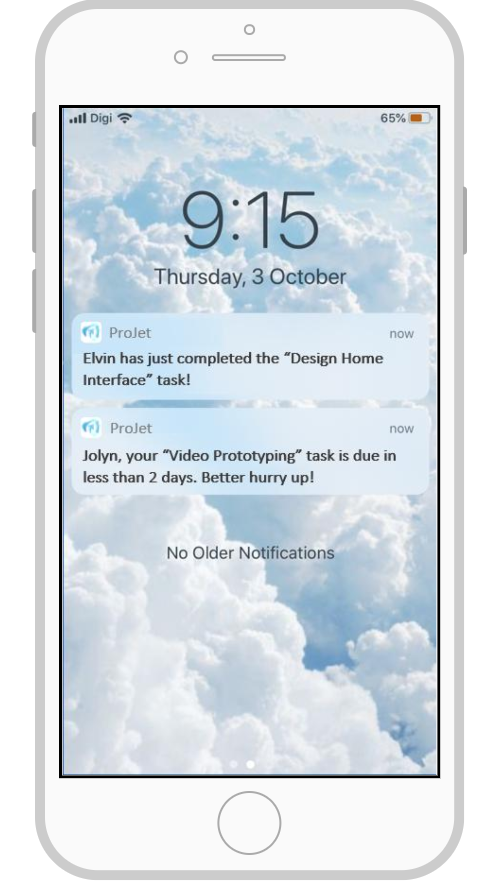 Digi 65%
9:15
Thursday, 3 October
ProJet now
Elvin has just completed the “Design Home
Interface” task!
ProJet now
Jolyn, your “Video Prototyping” task is due in
less than 2 days. Better hurry up!
No Older Notifications